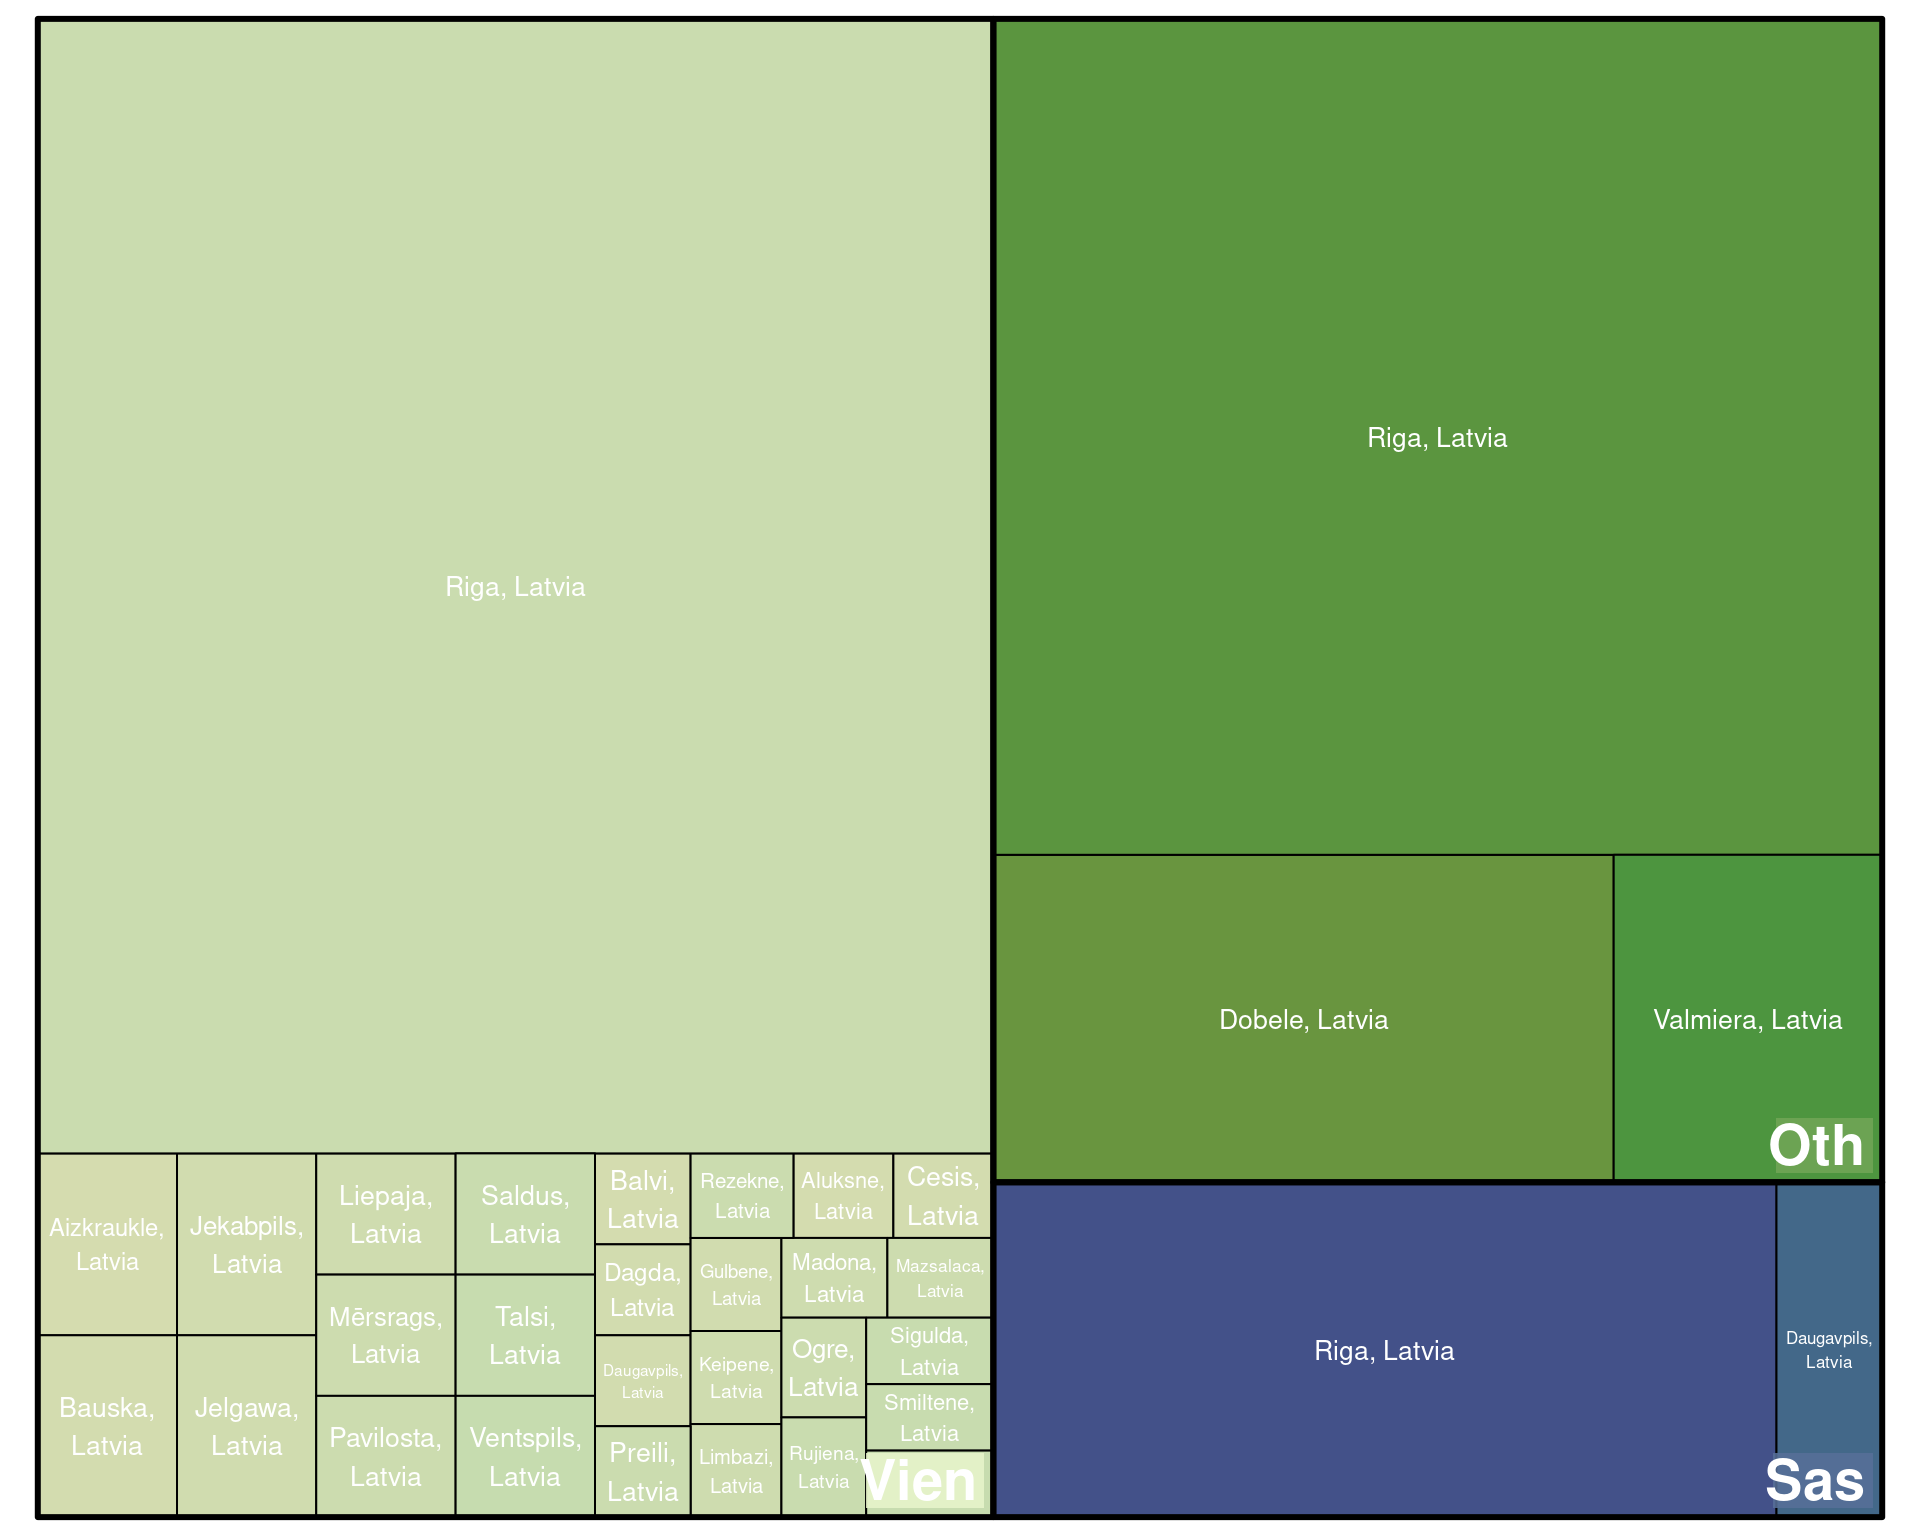 Riga, Latvia
Aizkraukle,
Latvia
Bauska,
Latvia
Jekabpils,
Latvia
Jelgawa,
Latvia
Liepaja,
Latvia
Mērsrags,
Latvia
Pavilosta,
Latvia
Saldus,
Latvia
Talsi,
Latvia
Ventspils,
Latvia
Balvi,
Latvia
Dagda,
Latvia
Daugavpils,
Latvia
Preili,
Latvia
Rezekne,
Latvia
Aluksne,
Latvia
Cesis,
Latvia
Gulbene,
Latvia
Keipene,
Latvia
Limbazi,
Latvia
Madona,
Latvia
Mazsalaca,
Latvia
Ogre,
Latvia
Rujiena,
Latvia
Sigulda,
Latvia
Smiltene,
Latvia
Vien
Riga, Latvia
Dobele, Latvia
Valmiera, Latvia
Oth
Riga, Latvia
Daugavpils,
Latvia
Sas